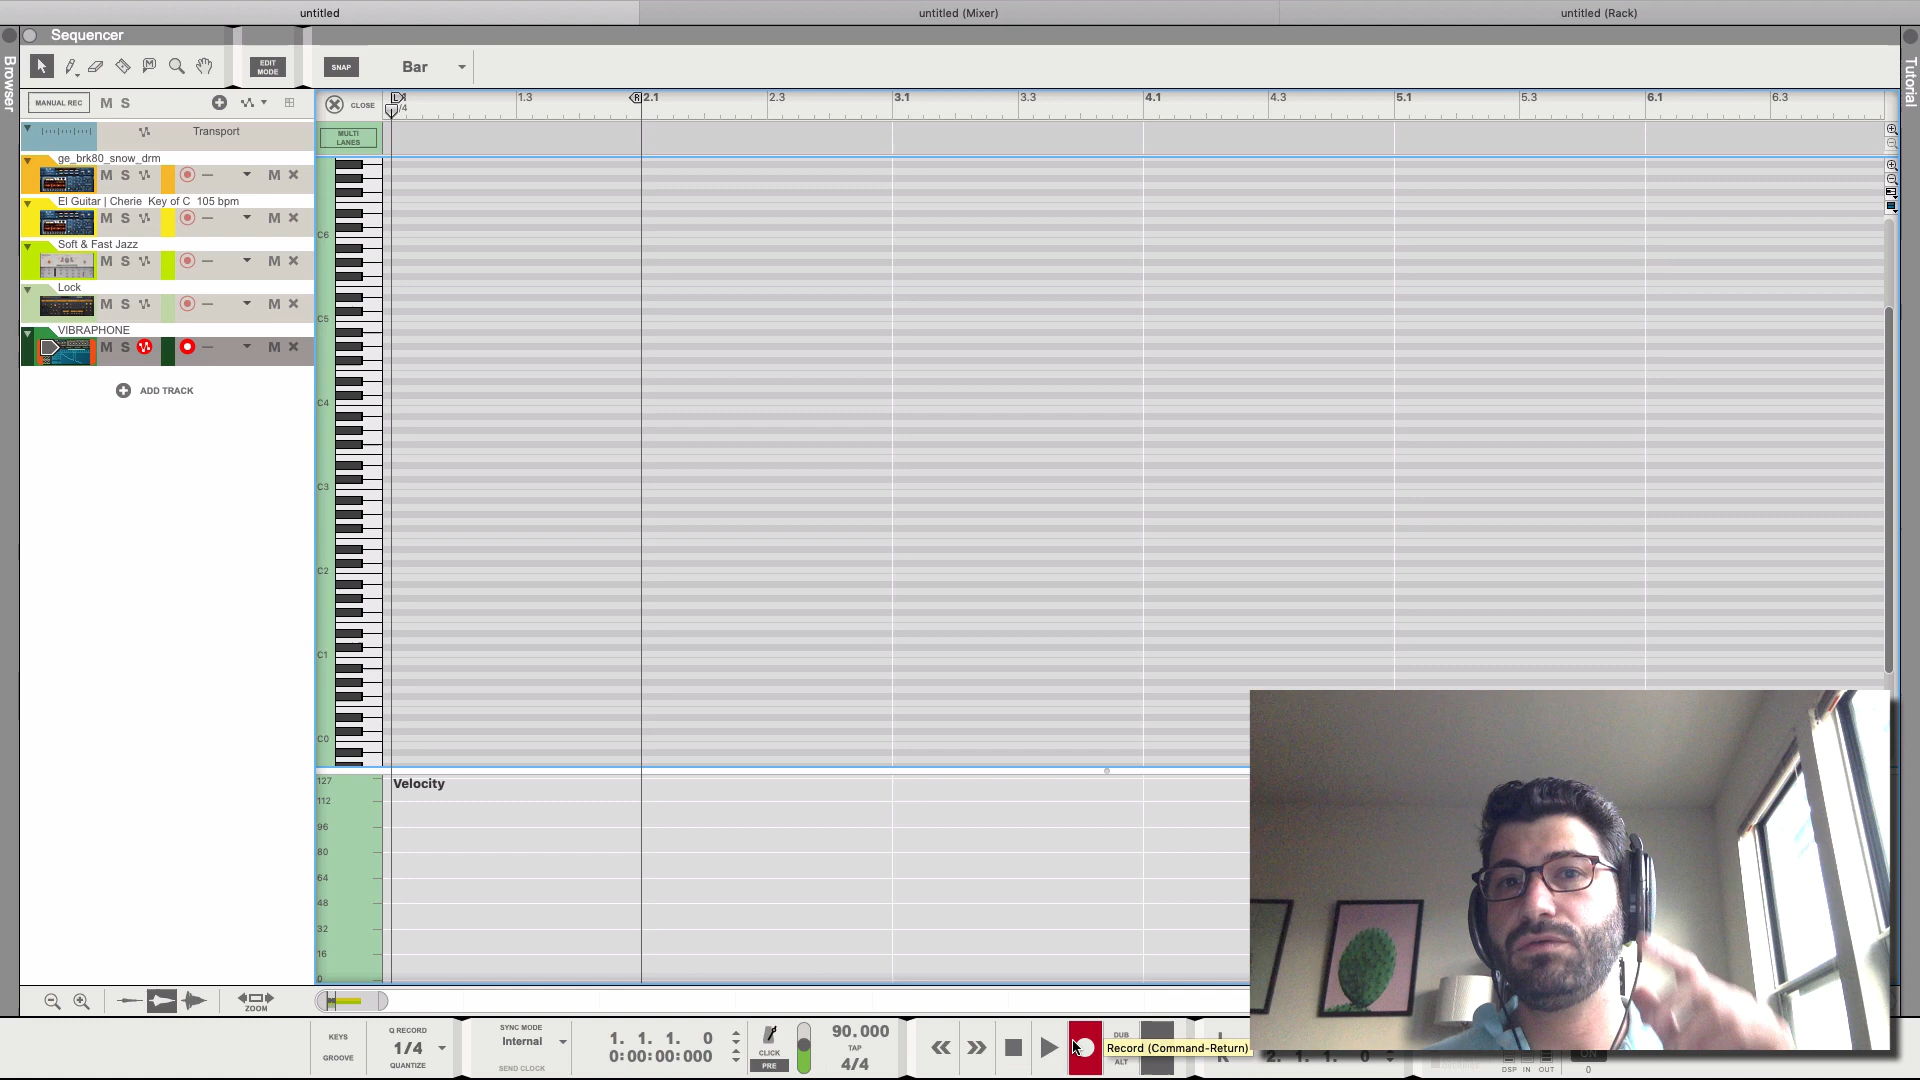 untitled
untitled (Mixer)
untitled (Rack)
Browser
Sequencer
Tutorial
EDIT MODE
SNAP
Bar
MANUAL REC
M S
CLOSE
L
/4
1.3
R
2.1
2.3
3.1
3.3
4.1
4.3
5.1
5.3
6.1
6.3
Transport
MULTI LANES
ge_brk80_snow_drm
M S M
El Guitar | Cherie Key of C 105 bpm
M S M
Soft & Fast Jazz
M S M
Lock
M S M
VIBRAPHONE
M S M
ADD TRACK
C6
C5
C4
C3
C2
C1
C0
Velocity
127
112
96
80
64
48
32
16
0
ZOOM
KEYS
GROOVE
Q RECORD
1/4
QUANTIZE
SYNC MODE
Internal
SEND CLOCK
1. 1. 1. 0
0:00:00:000
CLICK
PRE
90.000
TAP
4/4
DUB
ALT
Record (Command-Return)
2. 1. 1. 0
DSP IN OUT
ON
0